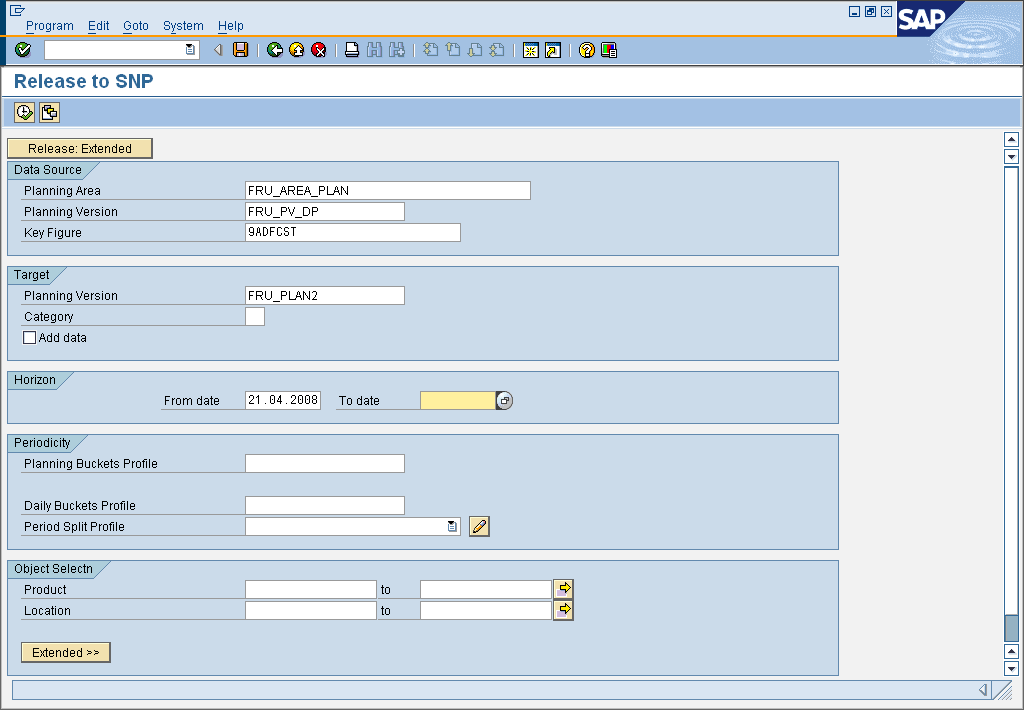 Program Edit Goto System Help
SAP
Release to SNP
Release: Extended
Data Source
Planning Area FRU_AREA_PLAN
Planning Version FRU_PV_DP
Key Figure 9ADFCST
Target
Planning Version FRU_PLAN2
Category
Add data
Horizon
From date 21.04.2008 To date
Periodicity
Planning Buckets Profile
Daily Buckets Profile
Period Split Profile
Object Selectn
Product to
Location to
Extended >>